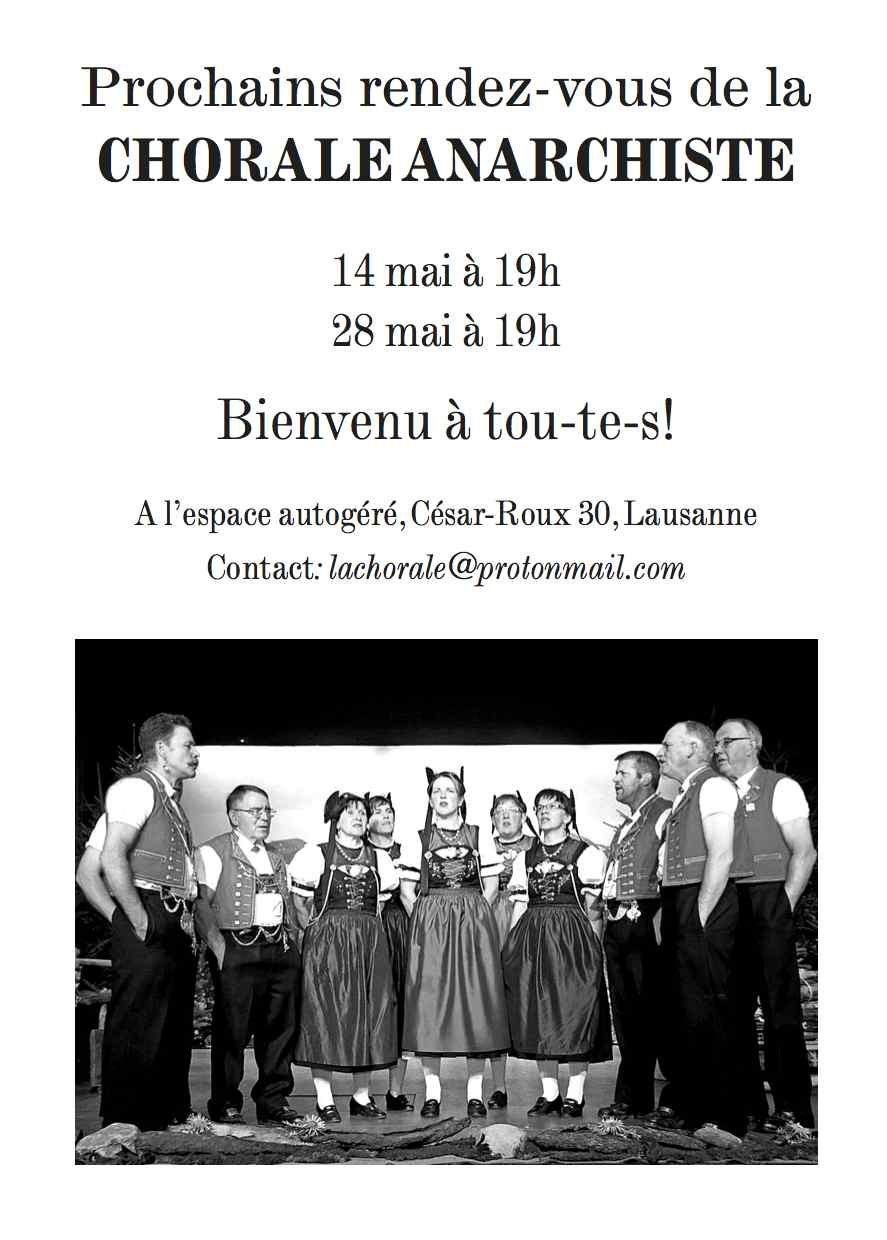 Prochains rendez-vous de la
CHORALE ANARCHISTE
14 mai à 19h
28 mai à 19h
Bienvenu à tou-te-s!
A l'espace autogéré, César-Roux 30, Lausanne
Contact: lachorale@protonmail.com